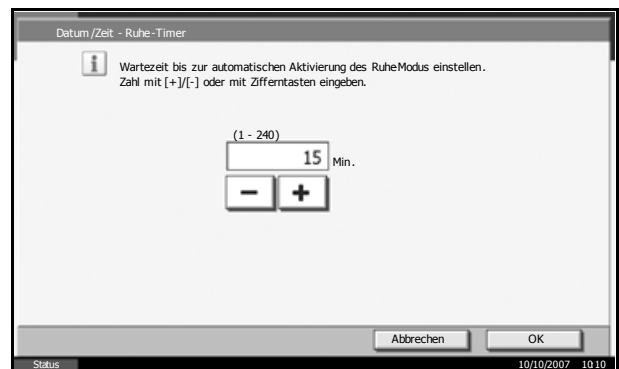 Datum/Zeit - Ruhe-Timer
i
Wartezeit bis zur automatischen Aktivierung des RuheModus einstellen.
Zahl mit [+]/[-] oder mit Zifferntasten eingeben.
(1 - 240)
15 Min.
- +
Abbrechen OK
Status 10/10/2007 10:10